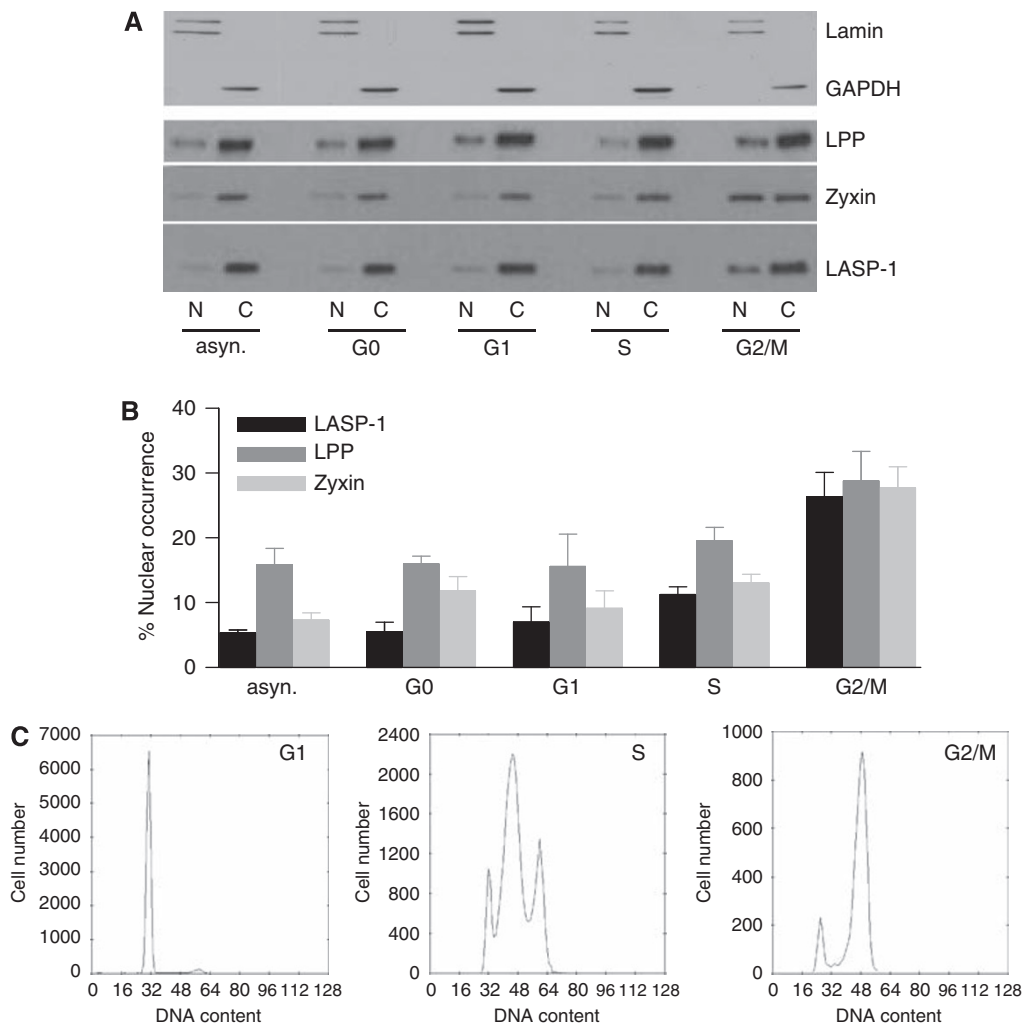 A
Lamin
GAPDH
LPP
Zyxin
LASP-1
N C N C N C N C N C
asyn. G0 G1 S G2/M
B
% Nuclear occurrence
40
30
20
10
0
LASP-1
LPP
Zyxin
asyn. G0 G1 S G2/M
C
G1
Cell number
7000
6000
5000
4000
3000
2000
1000
0
0 16 32 48 64 80 96 112 128
DNA content
S
Cell number
2400
2000
1600
1200
800
400
0
0 16 32 48 64 80 96 112 128
DNA content
G2/M
Cell number
1000
800
600
400
200
0
0 16 32 48 64 80 96 112 128
DNA content